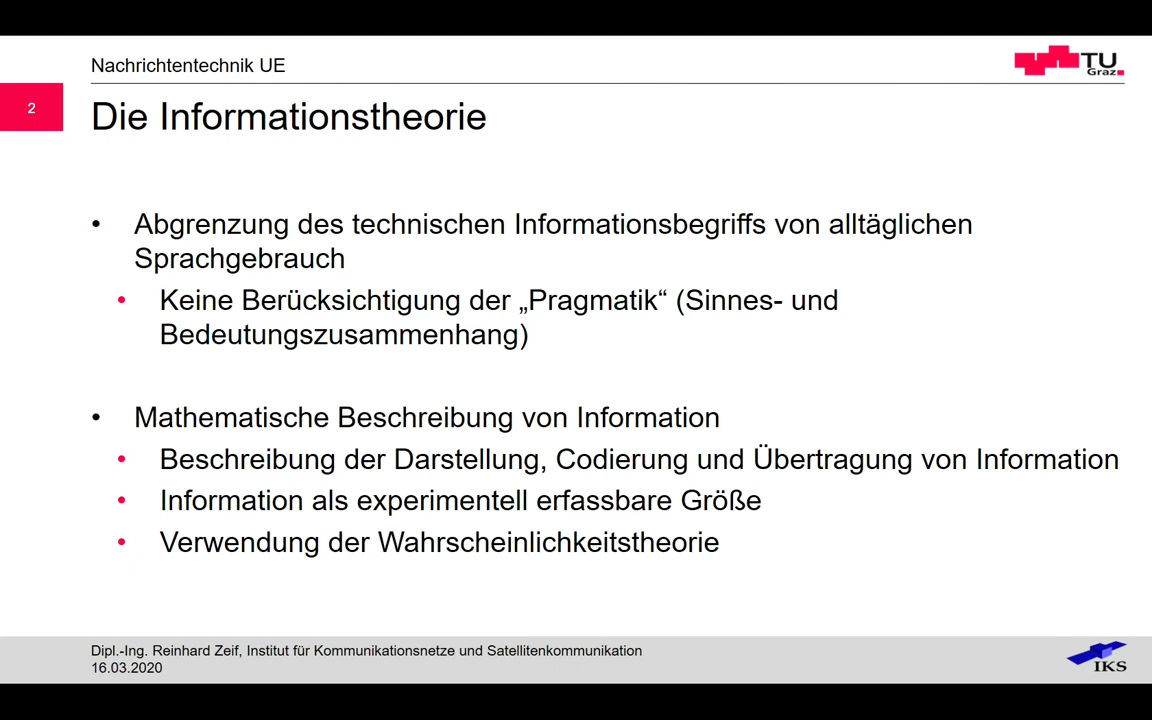 Nachrichtentechnik UE
TU
Graz
2
Die Informationstheorie
• Abgrenzung des technischen Informationsbegriffs von alltäglichen
Sprachgebrauch
• Keine Berücksichtigung der „Pragmatik“ (Sinnes- und
Bedeutungszusammenhang)
• Mathematische Beschreibung von Information
• Beschreibung der Darstellung, Codierung und Übertragung von Information
• Information als experimentell erfassbare Größe
• Verwendung der Wahrscheinlichkeitstheorie
Dipl.-Ing. Reinhard Zeif, Institut für Kommunikationsnetze und Satellitenkommunikation
16.03.2020
IKS